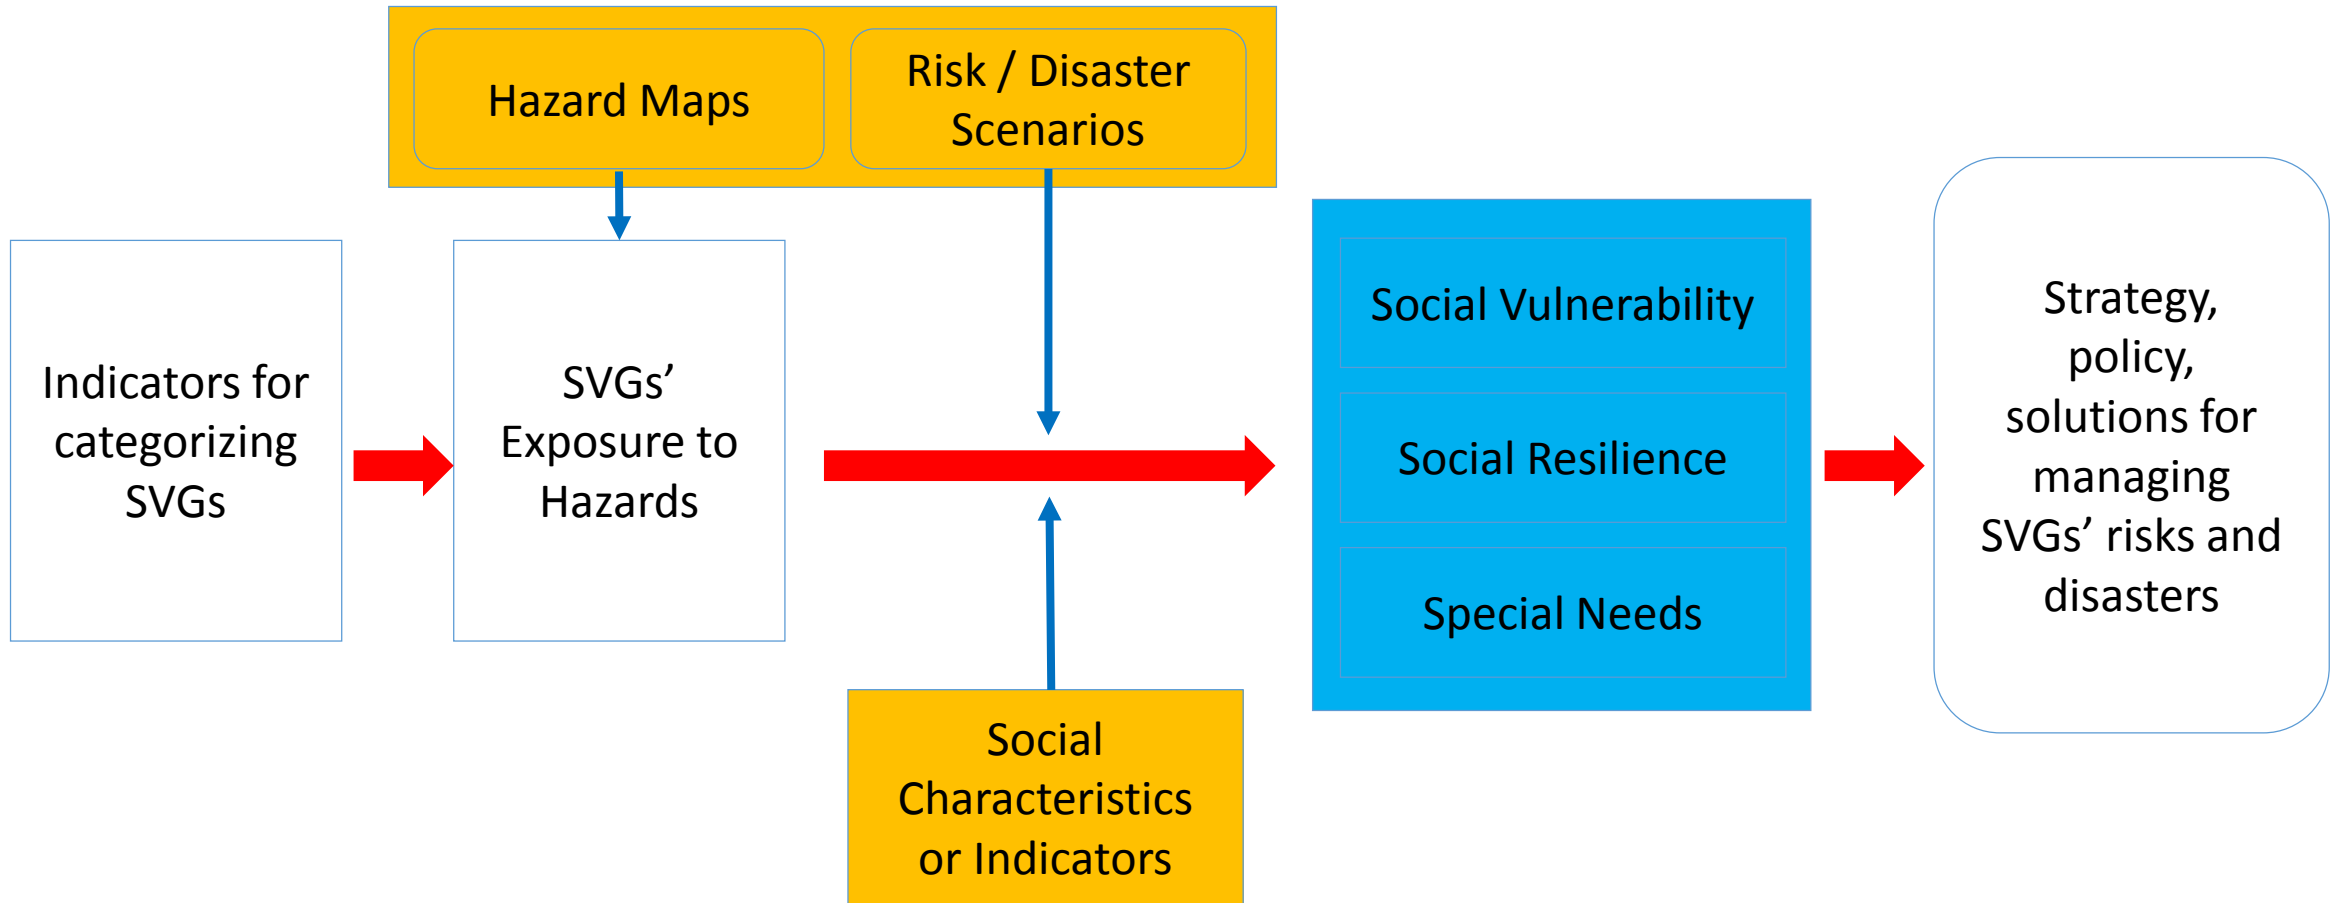 Hazard Maps
Risk / Disaster
Scenarios
Indicators for
categorizing
SVGs
SVGs’
Exposure to
Hazards
Social Vulnerability
Social Resilience
Special Needs
Strategy,
policy,
solutions for
managing
SVGs’ risks and
disasters
Social
Characteristics
or Indicators